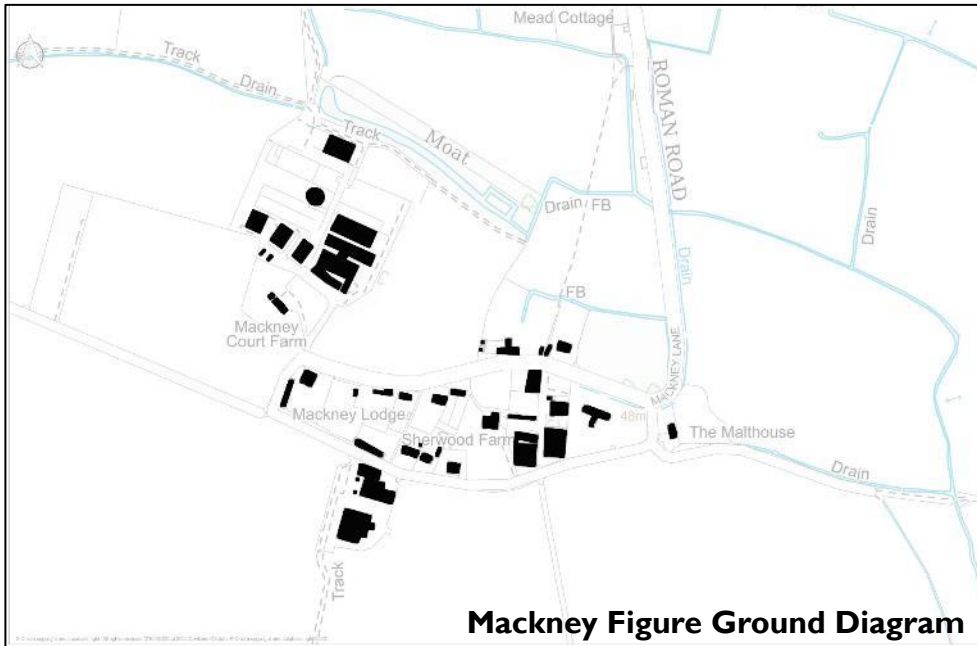 Mead Cottage
Track
Drain
ROMAN ROAD
Track
Moat
Drain
FB
Drain
Drain
FB
Mackney
Court Farm
MACKNEY LANE
Mackney Lodge
48m
Sherwood Farm
The Malthouse
Drain
Track
Mackney Figure Ground Diagram